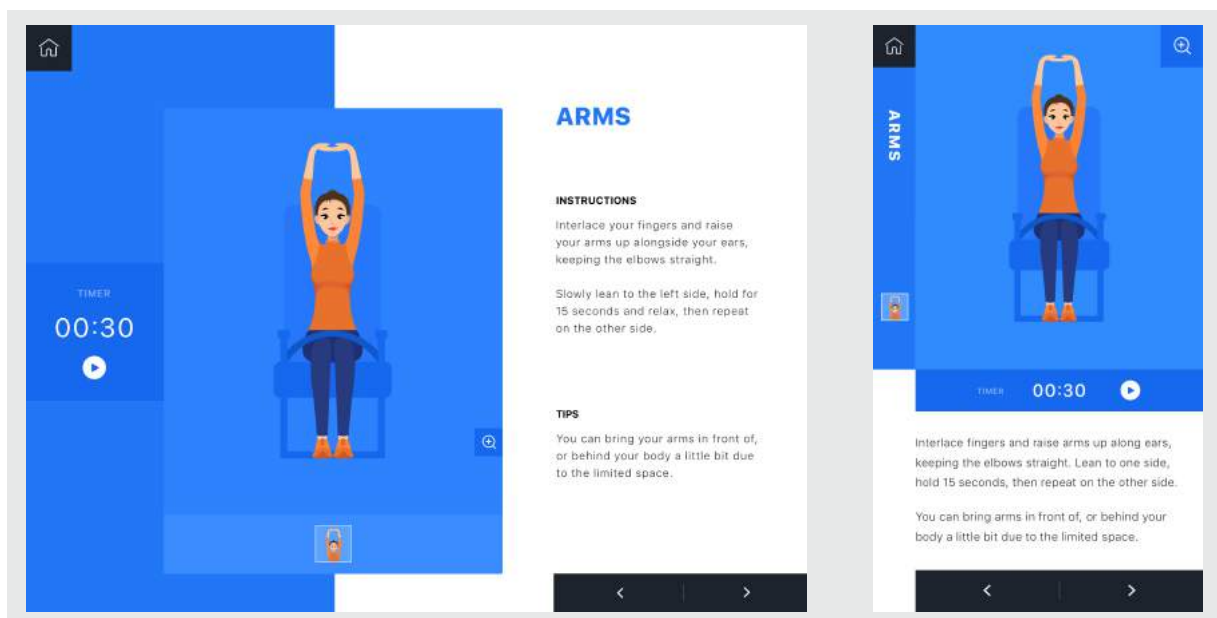 ARMS
INSTRUCTIONS
Interlace your fingers and raise
your arms up alongside your ears,
keeping the elbows straight.
Slowly lean to the left side, hold for
15 seconds and relax, then repeat
on the other side.
TIMER
00:30
TIPS
You can bring your arms in front of,
or behind your body a little bit due
to the limited space.
ARMS
TIMER 00:30
Interlace fingers and raise arms up along ears,
keeping the elbows straight. Lean to one side,
hold 15 seconds, then repeat on the other side.
You can bring arms in front of, or behind your
body a little bit due to the limited space.